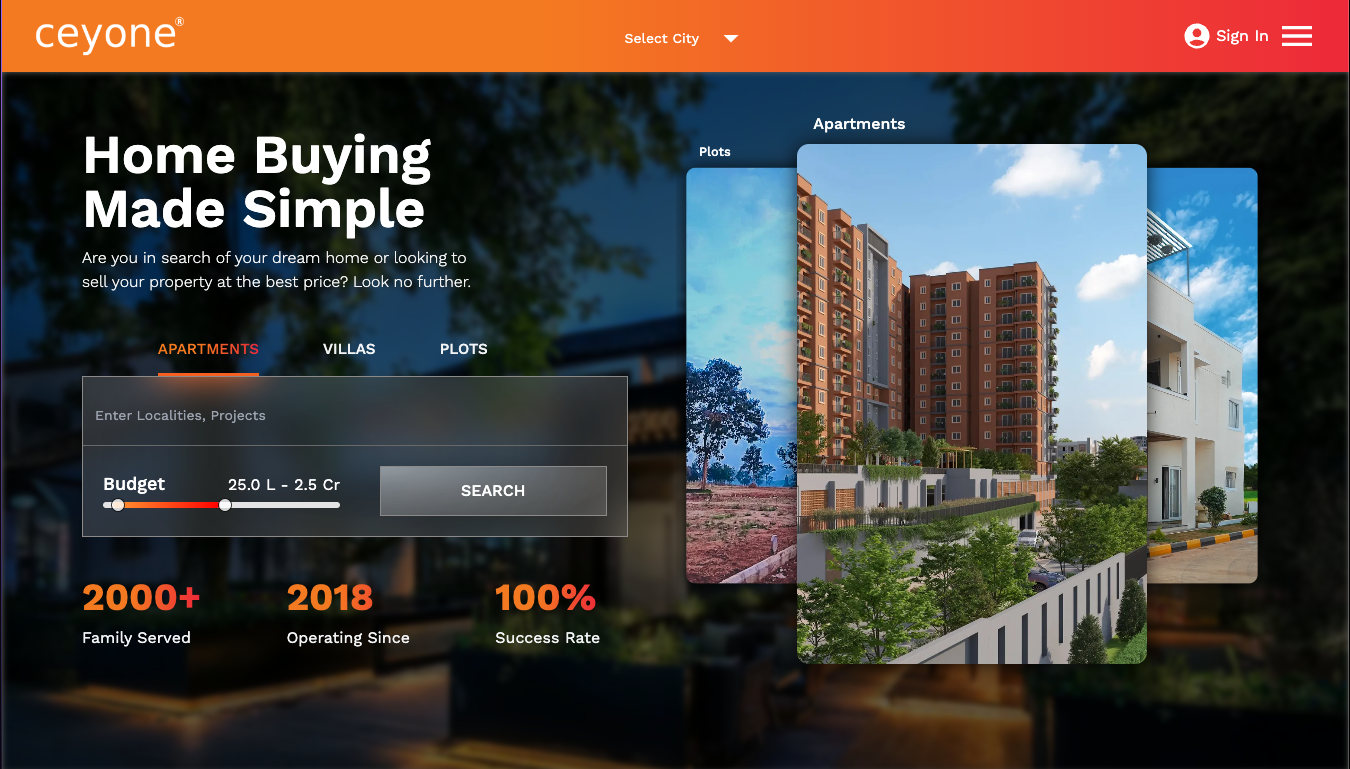 ceyone®
Select City
Sign In
Home Buying
Made Simple
Are you in search of your dream home or looking to
sell your property at the best price? Look no further.
APARTMENTS
VILLAS
PLOTS
Enter Localities, Projects
Budget
25.0 L - 2.5 Cr
SEARCH
2000+
Family Served
2018
Operating Since
100%
Success Rate
Plots
Apartments